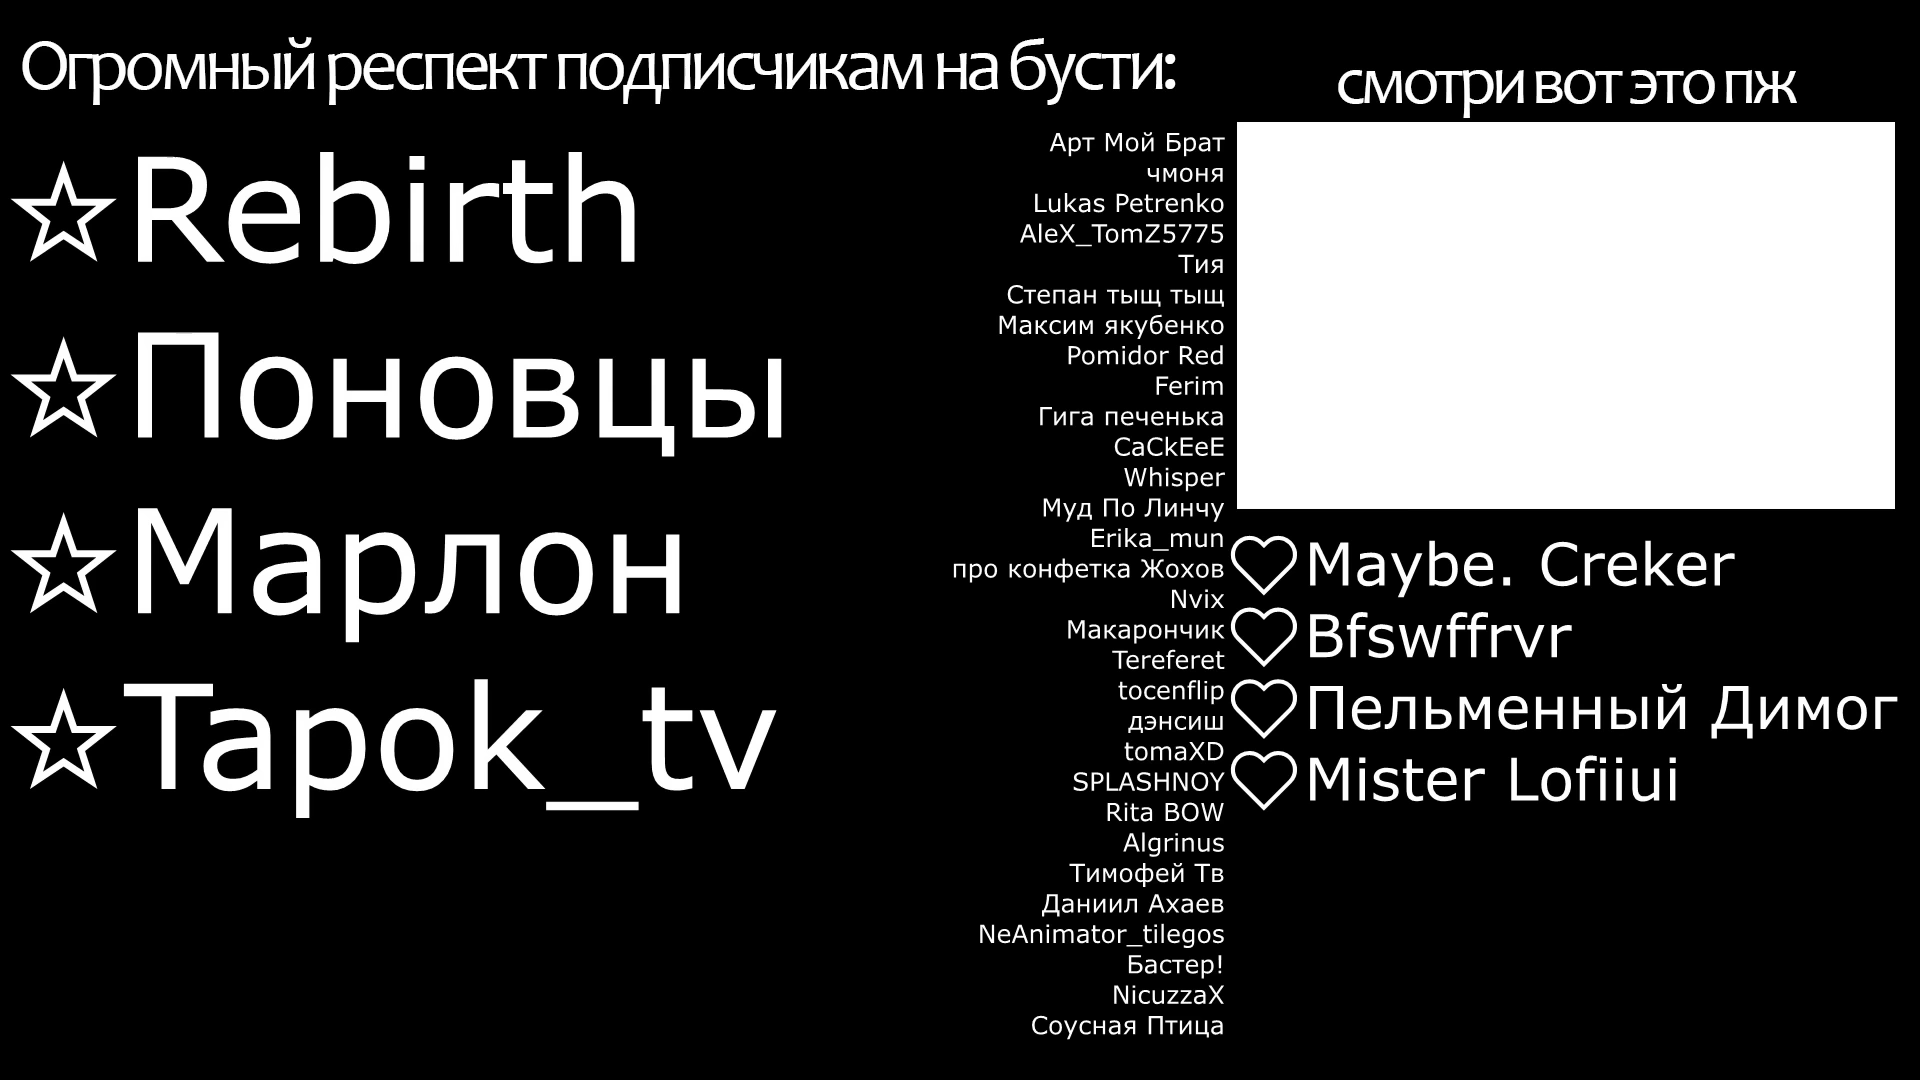 Огромный респект подписчикам на бусти:
☆Rebirth
☆Поновцы
☆Марлон
☆Tapok_tv
Арт Мой Брат
чмоня
Lukas Petrenko
AleX_TomZ5775
Тия
Степан тыщ тыщ
Максим якубенко
Pomidor Red
Ferim
Гига печенька
CaCkEeE
Whisper
Муд По Линчу
Erika_mun
про конфетка Жохов
Nvix
Макарончик
Tereferet
tocenflip
дэнсиш
tomaXD
SPLASHNOY
Rita BOW
Algrinus
Тимофей Тв
Даниил Ахаев
NeAnimator_tilegos
Бастер!
NicuzzaX
Соусная Птица
смотри вот это пж
♡Maybe. Creker
♡Bfswffrvr
♡Пельменный Димог
♡Mister Lofiiui